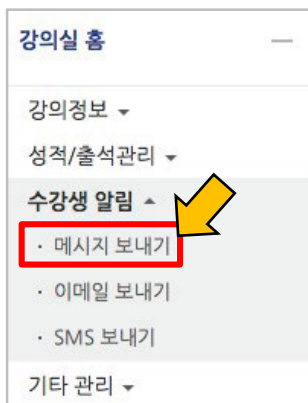 강의실 홈
강의정보
성적/출석관리
수강생 알림
· 메시지 보내기
· 이메일 보내기
· SMS 보내기
기타 관리